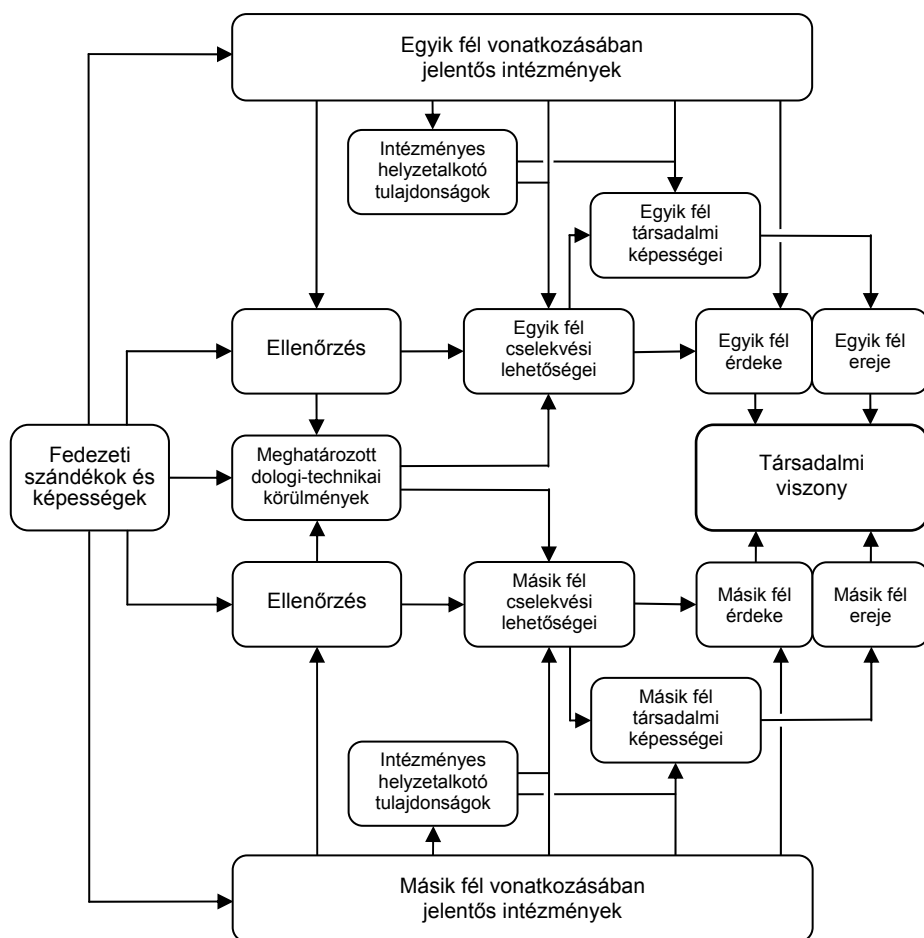 Egyik fél vonatkozásában
jelentős intézmények
Intézményes
helyzetalkotó
tulajdonságok
Egyik fél
társadalmi
képességei
Ellenőrzés
Egyik fél
cselekvési
lehetőségei
Egyik fél
érdeke
Egyik fél
ereje
Fedezeti
szándékok és
képességek
Meghatározott
dologi-technikai
körülmények
Társadalmi
viszony
Ellenőrzés
Másik fél
cselekvési
lehetőségei
Másik fél
érdeke
Másik fél
ereje
Másik fél
társadalmi
képességei
Intézményes
helyzetalkotó
tulajdonságok
Másik fél vonatkozásában
jelentős intézmények